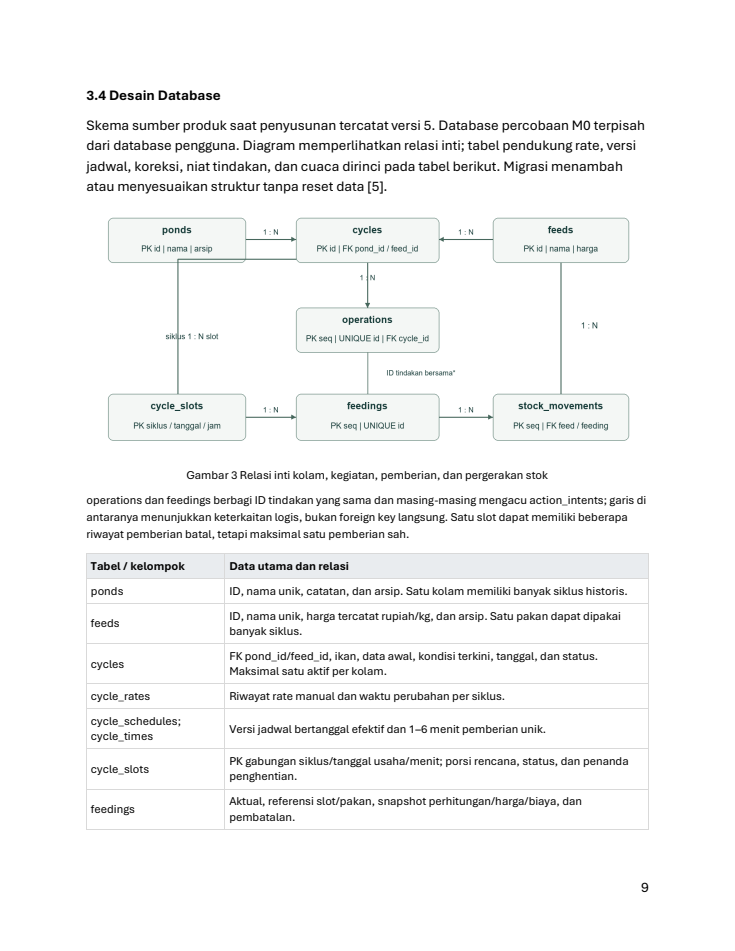 3.4 Desain Database
Skema sumber produk saat penyusunan tercatat versi 5. Database percobaan M0 terpisah
dari database pengguna. Diagram memperlihatkan relasi inti; tabel pendukung rate, versi
jadwal, koreksi, niat tindakan, dan cuaca dirinci pada tabel berikut. Migrasi menambah
atau menyesuaikan struktur tanpa reset data [5].
ponds
PK id | nama | arsip
1 : N
cycles
PK id | FK pond_id / feed_id
1 : N
feeds
PK id | nama | harga
1 : N
operations
PK seq | UNIQUE id | FK cycle_id
siklus 1 : N slot
1 : N
ID tindakan bersama*
cycle_slots
PK siklus / tanggal / jam
1 : N
feedings
PK seq | UNIQUE id
1 : N
stock_movements
PK seq | FK feed / feeding
Gambar 3 Relasi inti kolam, kegiatan, pemberian, dan pergerakan stok
operations dan feedings berbagi ID tindakan yang sama dan masing-masing mengacu action_intents; garis di
antaranya menunjukkan keterkaitan logis, bukan foreign key langsung. Satu slot dapat memiliki beberapa
riwayat pemberian batal, tetapi maksimal satu pemberian sah.
Tabel / kelompok
Data utama dan relasi
ponds
ID, nama unik, catatan, dan arsip. Satu kolam memiliki banyak siklus historis.
feeds
ID, nama unik, harga tercatat rupiah/kg, dan arsip. Satu pakan dapat dipakai
banyak siklus.
cycles
FK pond_id/feed_id, ikan, data awal, kondisi terkini, tanggal, dan status.
Maksimal satu aktif per kolam.
cycle_rates
Riwayat rate manual dan waktu perubahan per siklus.
cycle_schedules;
cycle_times
Versi jadwal bertanggal efektif dan 1–6 menit pemberian unik.
cycle_slots
PK gabungan siklus/tanggal usaha/menit; porsi rencana, status, dan penanda
penghentian.
feedings
Aktual, referensi slot/pakan, snapshot perhitungan/harga/biaya, dan
pembatalan.
9